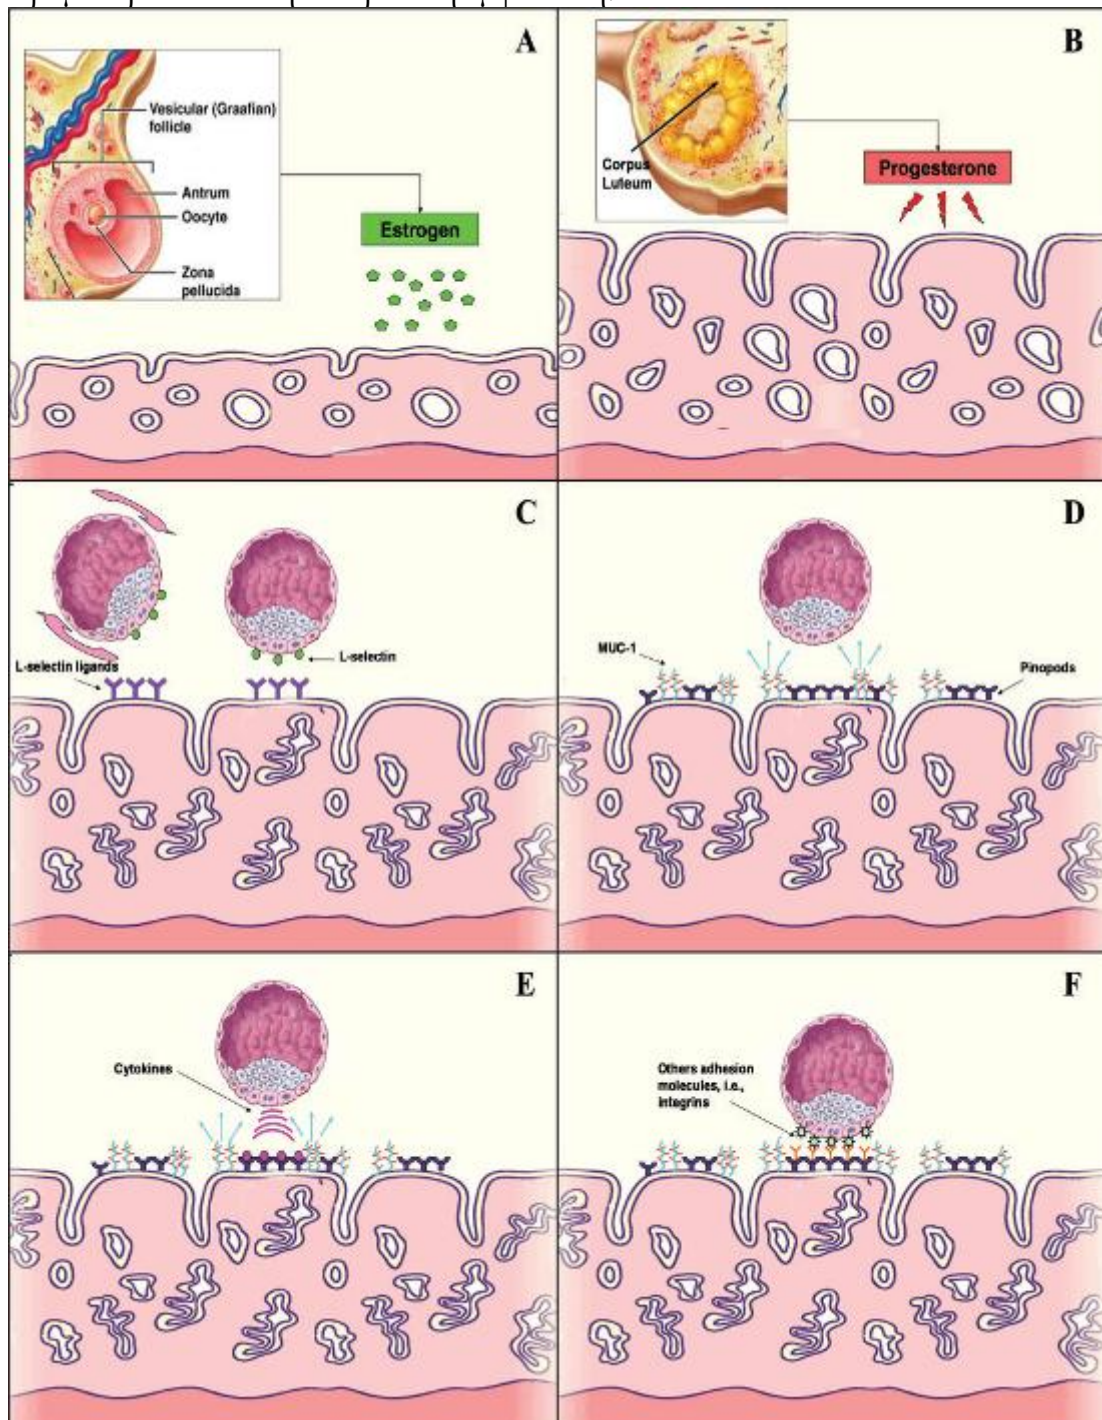 A
Vesicular (Graafian)
follicle
Antrum
Oocyte
Zona
pellucida
Estrogen
B
Corpus
Luteum
Progesterone
C
L-selectin ligands
L-selectin
D
MUC-1
Pinopods
E
Cytokines
F
Others adhesion
molecules, i.e.,
integrins